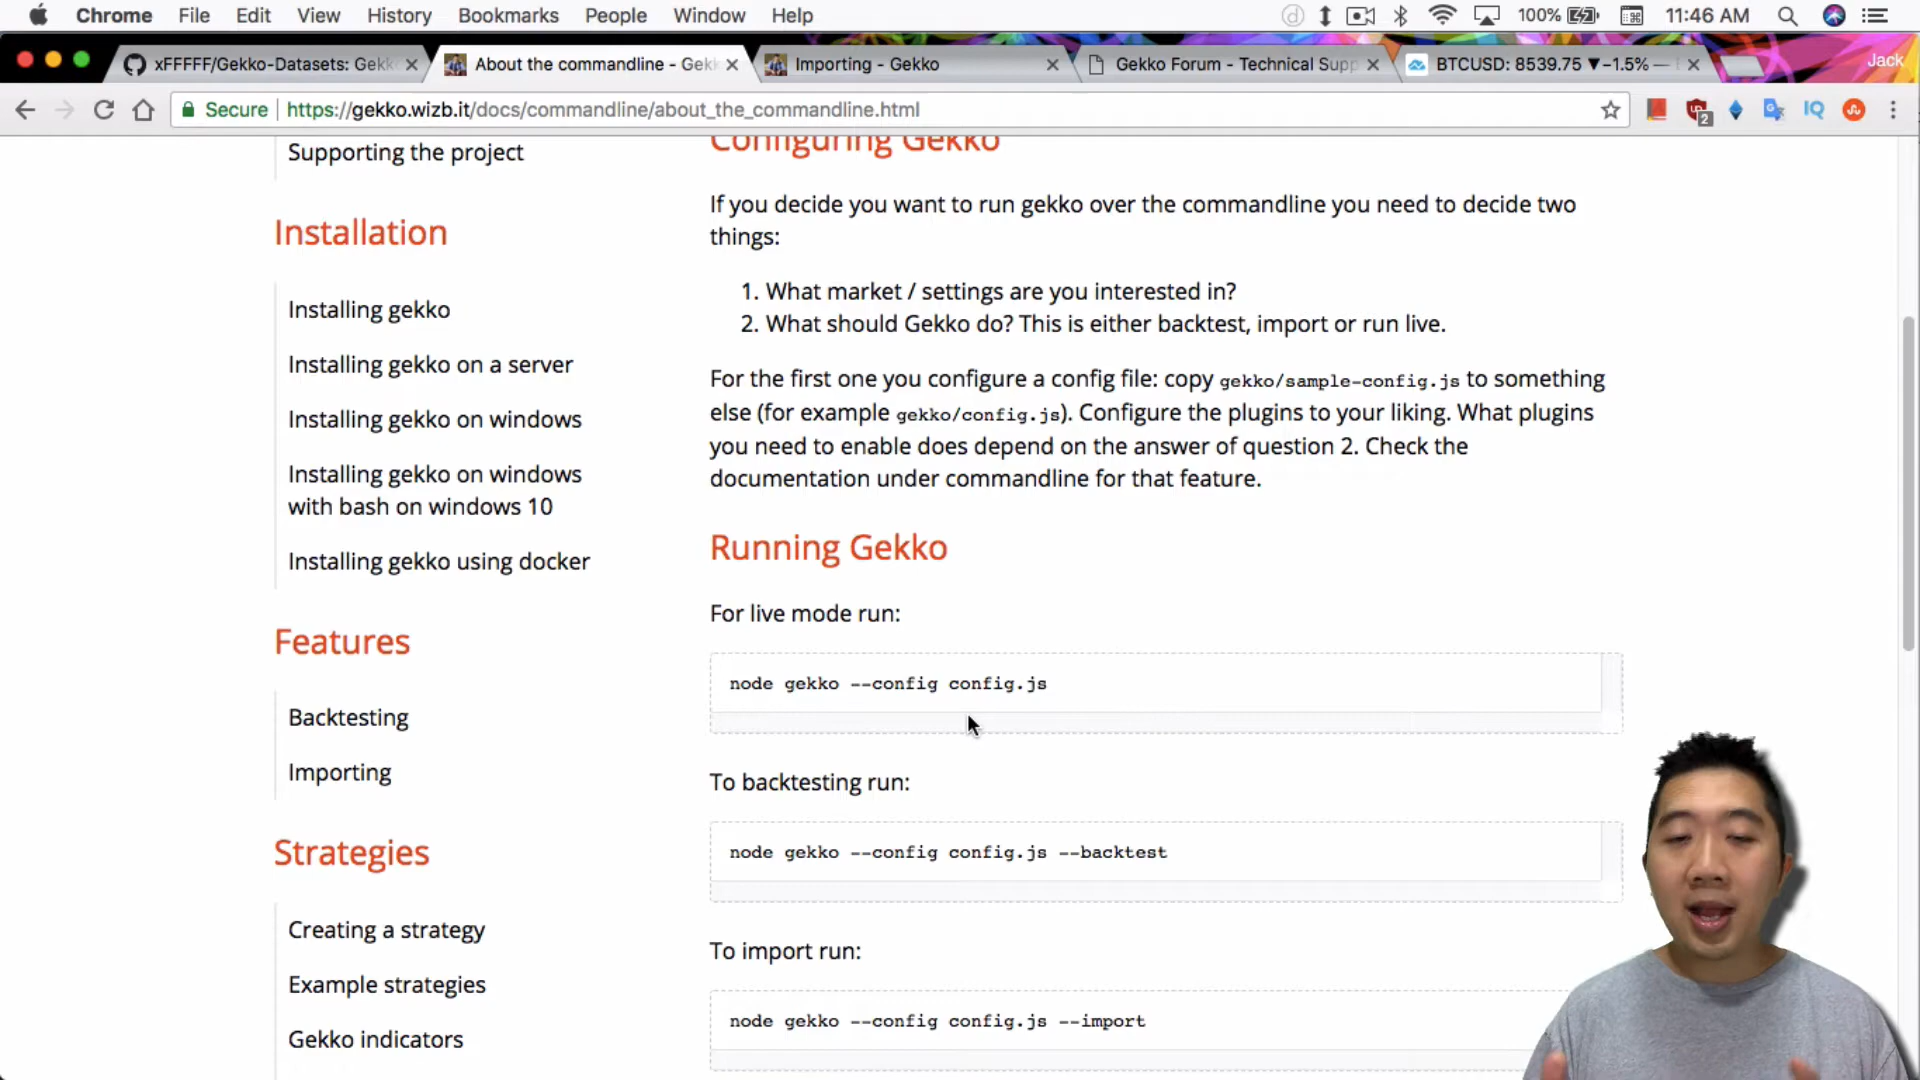 Chrome File Edit View History Bookmarks People Window Help 100% 11:46 AM
xFFFFF/Gekko-Datasets: Gekk
About the commandline - Gekk
Importing - Gekko
Gekko Forum - Technical Supp
BTCUSD: 8539.75 ▼−1.5% —
Jack
Secure https://gekko.wizb.it/docs/commandline/about_the_commandline.html
2
IQ
Supporting the project
Installation
Installing gekko
Installing gekko on a server
Installing gekko on windows
Installing gekko on windows
with bash on windows 10
Installing gekko using docker
Features
Backtesting
Importing
Strategies
Creating a strategy
Example strategies
Gekko indicators
Configuring Gekko
If you decide you want to run gekko over the commandline you need to decide two
things:
1. What market / settings are you interested in?
2. What should Gekko do? This is either backtest, import or run live.
For the first one you configure a config file: copy gekko/sample-config.js to something
else (for example gekko/config.js). Configure the plugins to your liking. What plugins
you need to enable does depend on the answer of question 2. Check the
documentation under commandline for that feature.
Running Gekko
For live mode run:
node gekko --config config.js
To backtesting run:
node gekko --config config.js --backtest
To import run:
node gekko --config config.js --import